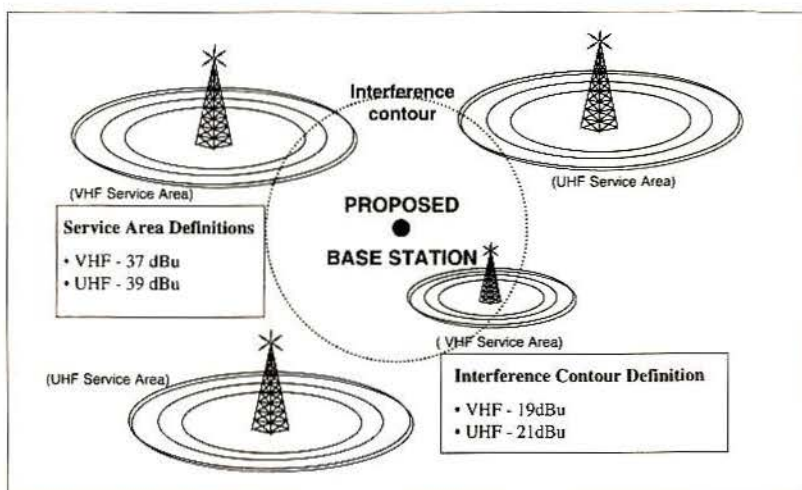 Interference
contour
(VHF Service Area)
(UHF Service Area)
Service Area Definitions
• VHF - 37 dBu
• UHF - 39 dBu
PROPOSED
BASE STATION
( VHF Service Area)
(UHF Service Area)
Interference Contour Definition
• VHF - 19dBu
• UHF - 21dBu